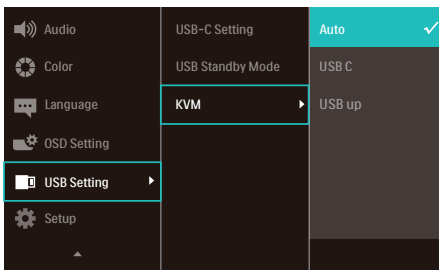 Audio
Color
Language
OSD Setting
USB Setting
Setup
USB-C Setting
USB Standby Mode
KVM
Auto
USB C
USB up